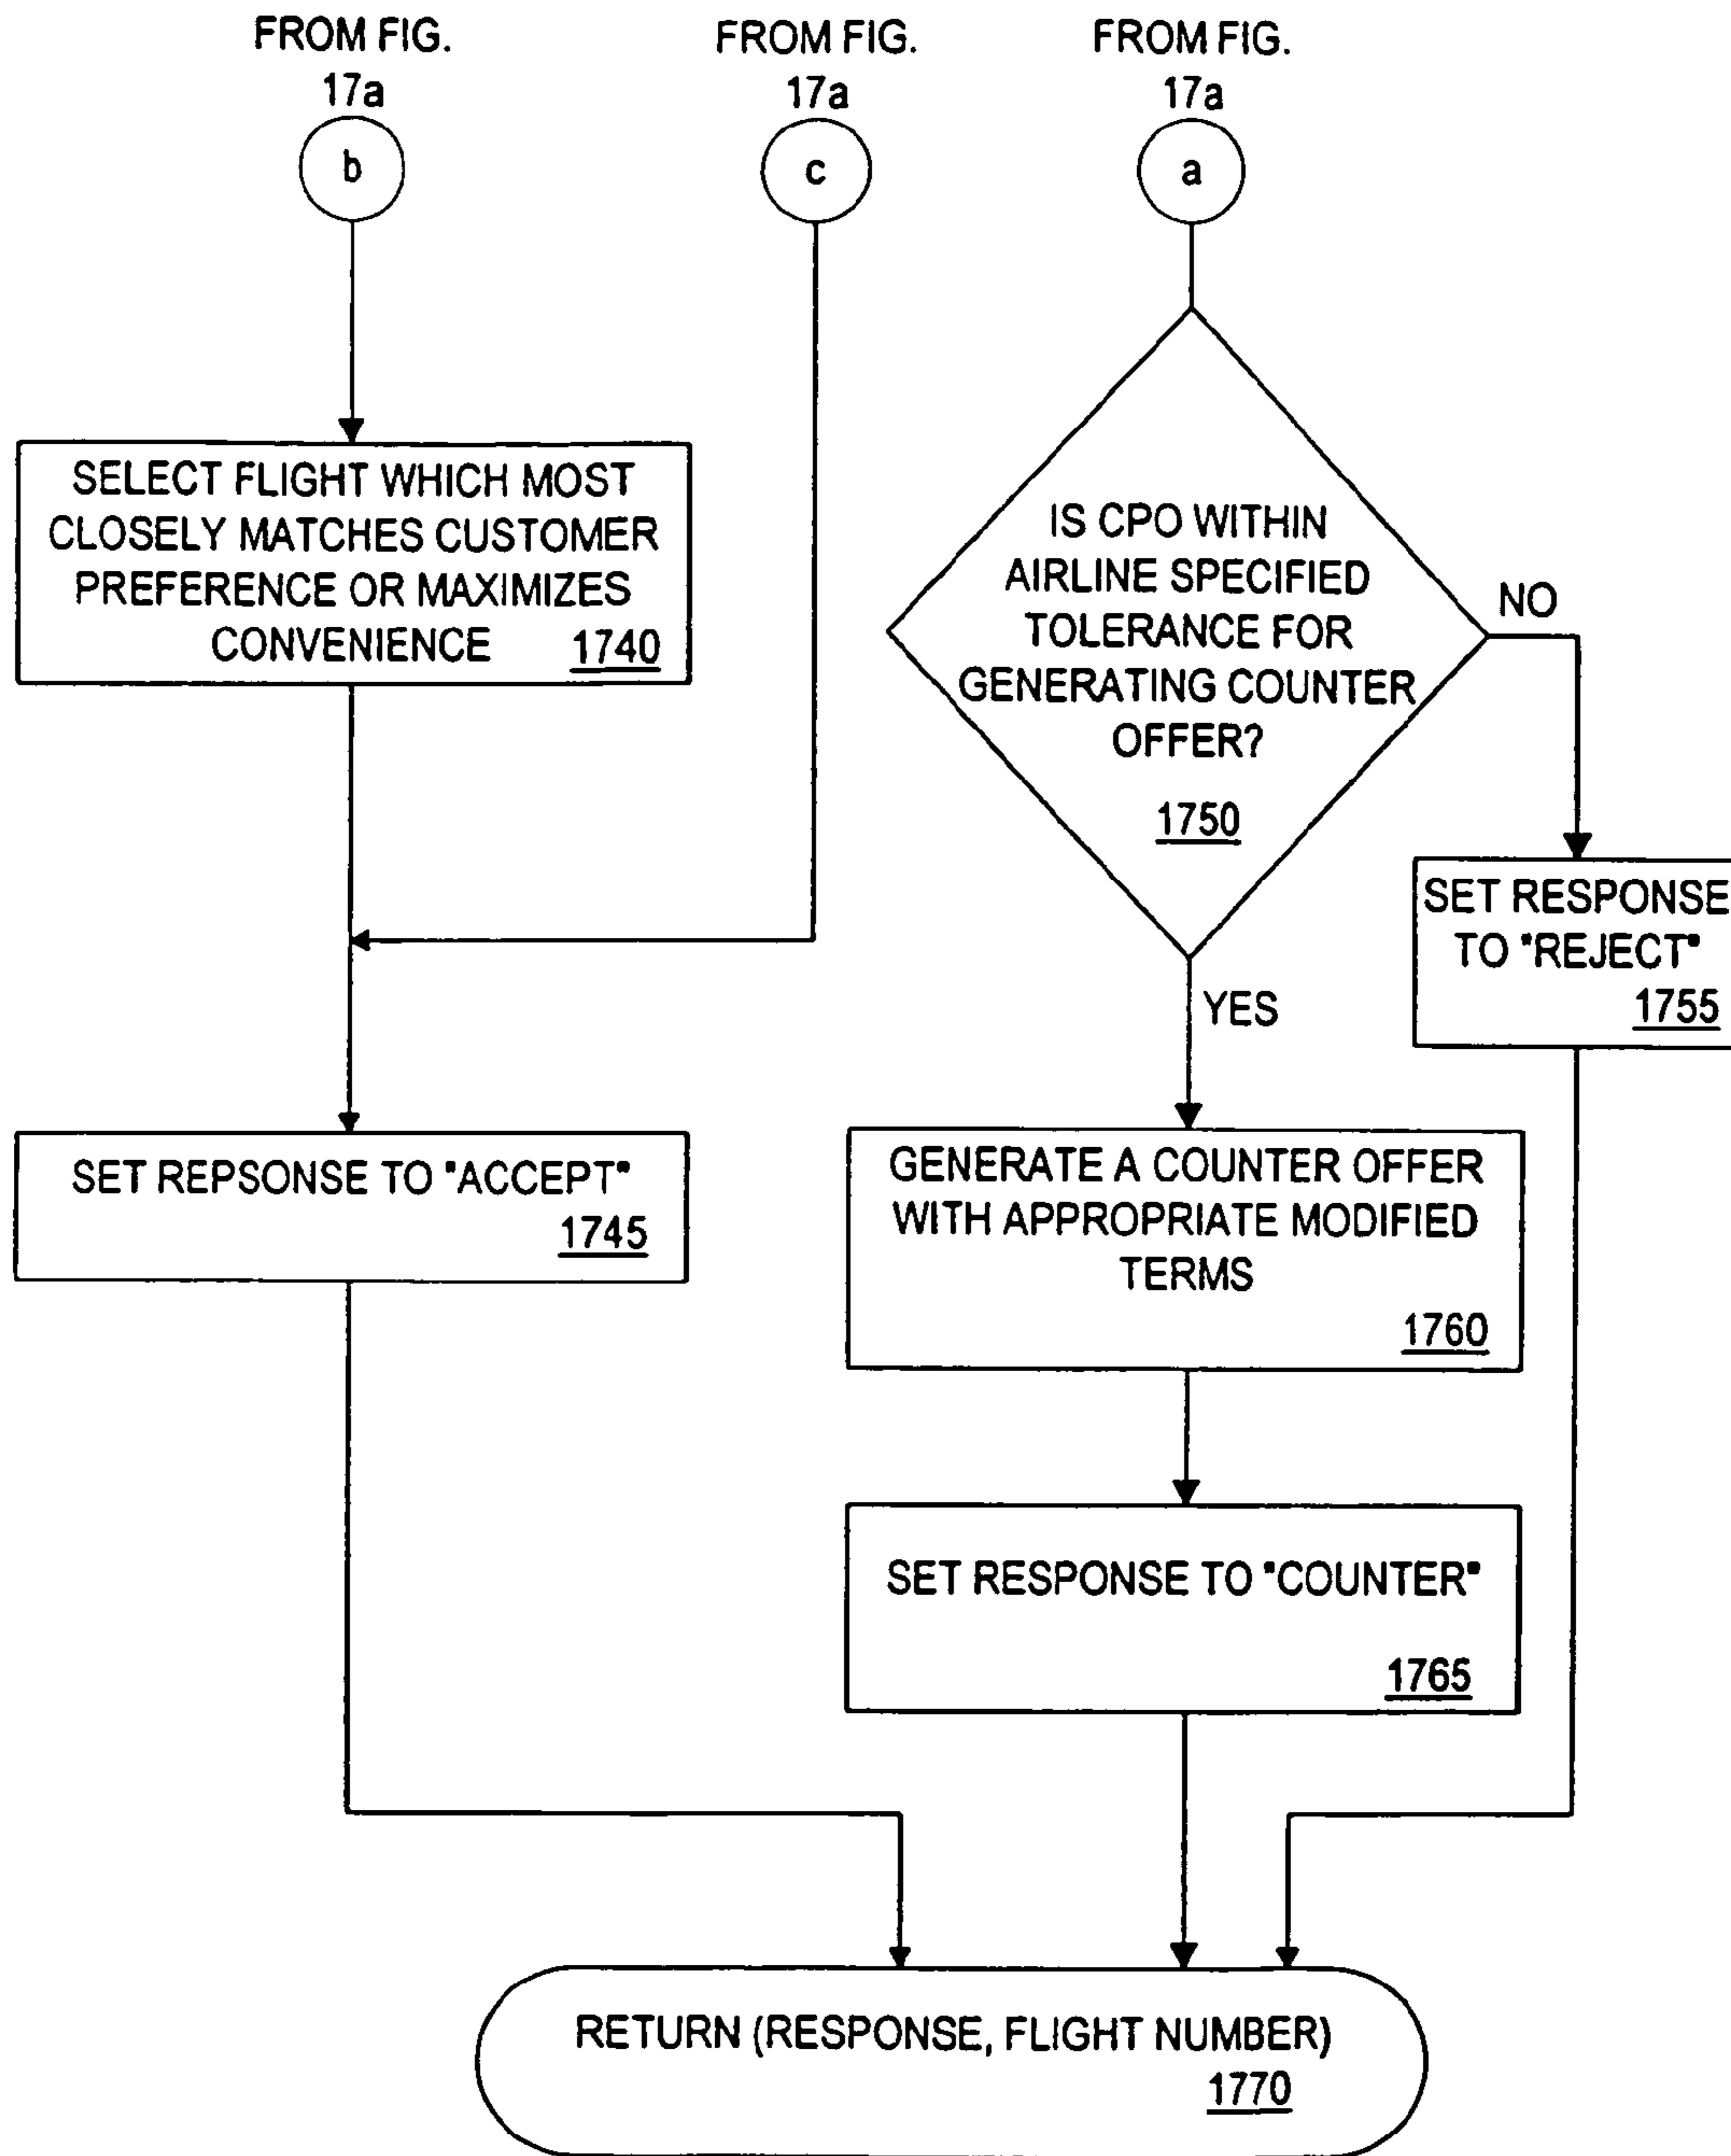 FROM FIG.
17a
b
FROM FIG.
17a
c
FROM FIG.
17a
a
SELECT FLIGHT WHICH MOST
CLOSELY MATCHES CUSTOMER
PREFERENCE OR MAXIMIZES
CONVENIENCE 1740
IS CPO WITHIN
AIRLINE SPECIFIED
TOLERANCE FOR
GENERATING COUNTER
OFFER?
1750
NO
SET RESPONSE
TO "REJECT"
1755
YES
SET REPSONSE TO "ACCEPT"
1745
GENERATE A COUNTER OFFER
WITH APPROPRIATE MODIFIED
TERMS
1760
SET RESPONSE TO "COUNTER"
1765
RETURN (RESPONSE, FLIGHT NUMBER)
1770